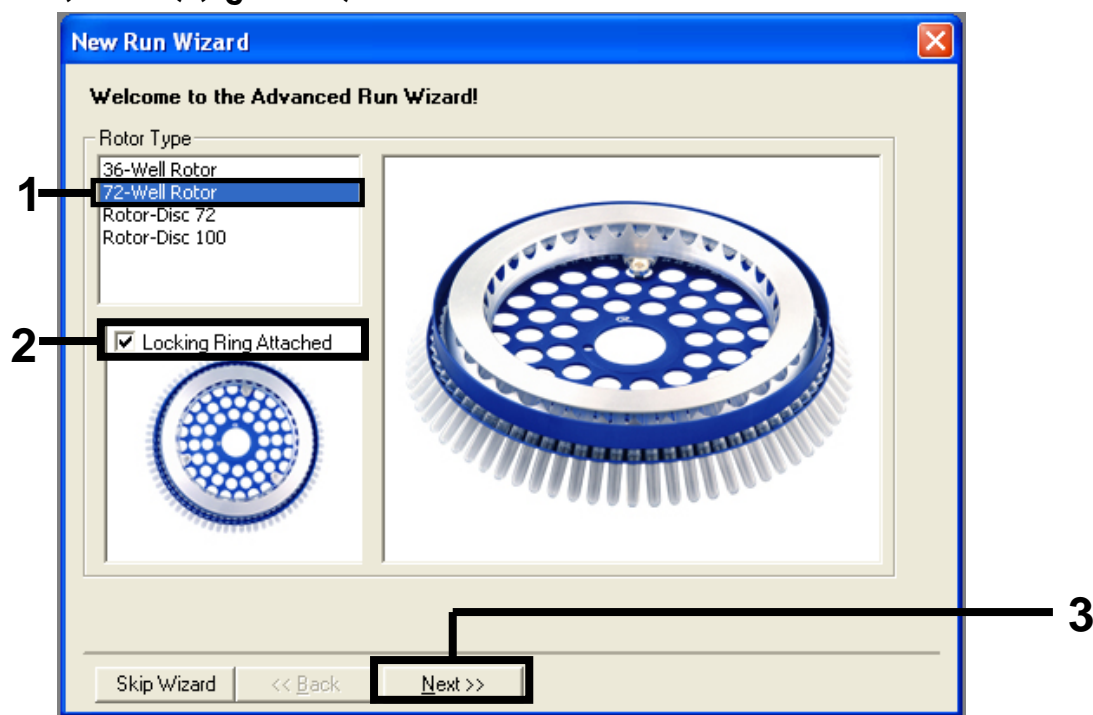 New Run Wizard
Welcome to the Advanced Run Wizard!
Rotor Type
36-Well Rotor
1
72-Well Rotor
Rotor-Disc 72
Rotor-Disc 100
2
Locking Ring Attached
3
Skip Wizard
<< Back
Next >>